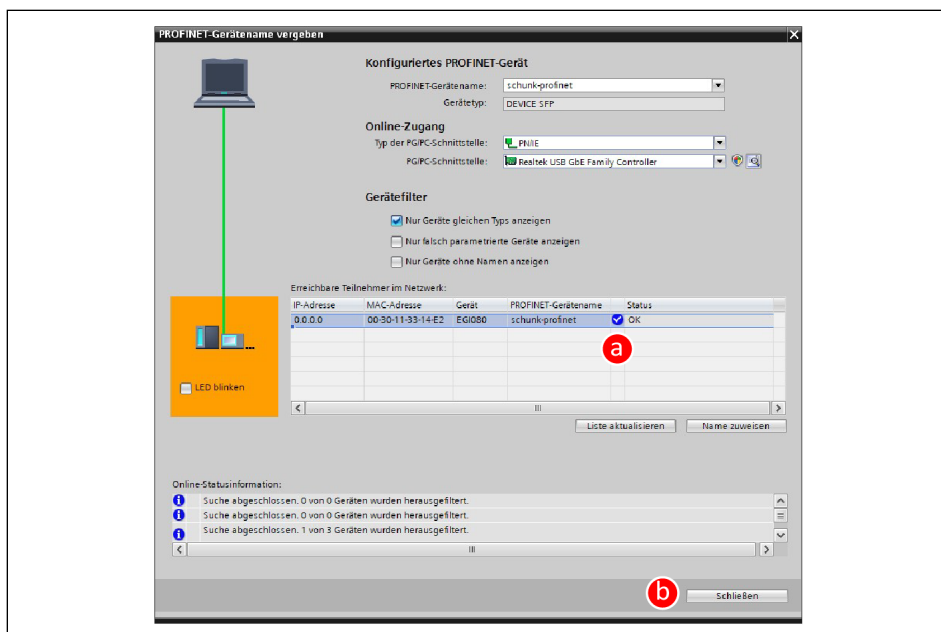 PROFINET-Gerätename vergeben
Konfiguriertes PROFINET-Gerät
PROFINET-Gerätename: schunk-profinet
Gerätetyp: DEVICE SFP
Online-Zugang
Typ der PG/PC-Schnittstelle: PN/IE
PG/PC-Schnittstelle: Realtek USB GbE Family Controller
Gerätefilter
Nur Geräte gleichen Typs anzeigen
Nur falsch parametrierte Geräte anzeigen
Nur Geräte ohne Namen anzeigen
Erreichbare Teilnehmer im Netzwerk:
IP-Adresse MAC-Adresse Gerät PROFINET-Gerätename Status
0.0.0.0 00-30-11-33-14-E2 EGI080 schunk-profinet OK
a
LED blinken
Liste aktualisieren Name zuweisen
Online-Statusinformation:
Suche abgeschlossen. 0 von 0 Geräten wurden herausgefiltert.
Suche abgeschlossen. 0 von 0 Geräten wurden herausgefiltert.
Suche abgeschlossen. 1 von 3 Geräten wurden herausgefiltert.
b Schließen